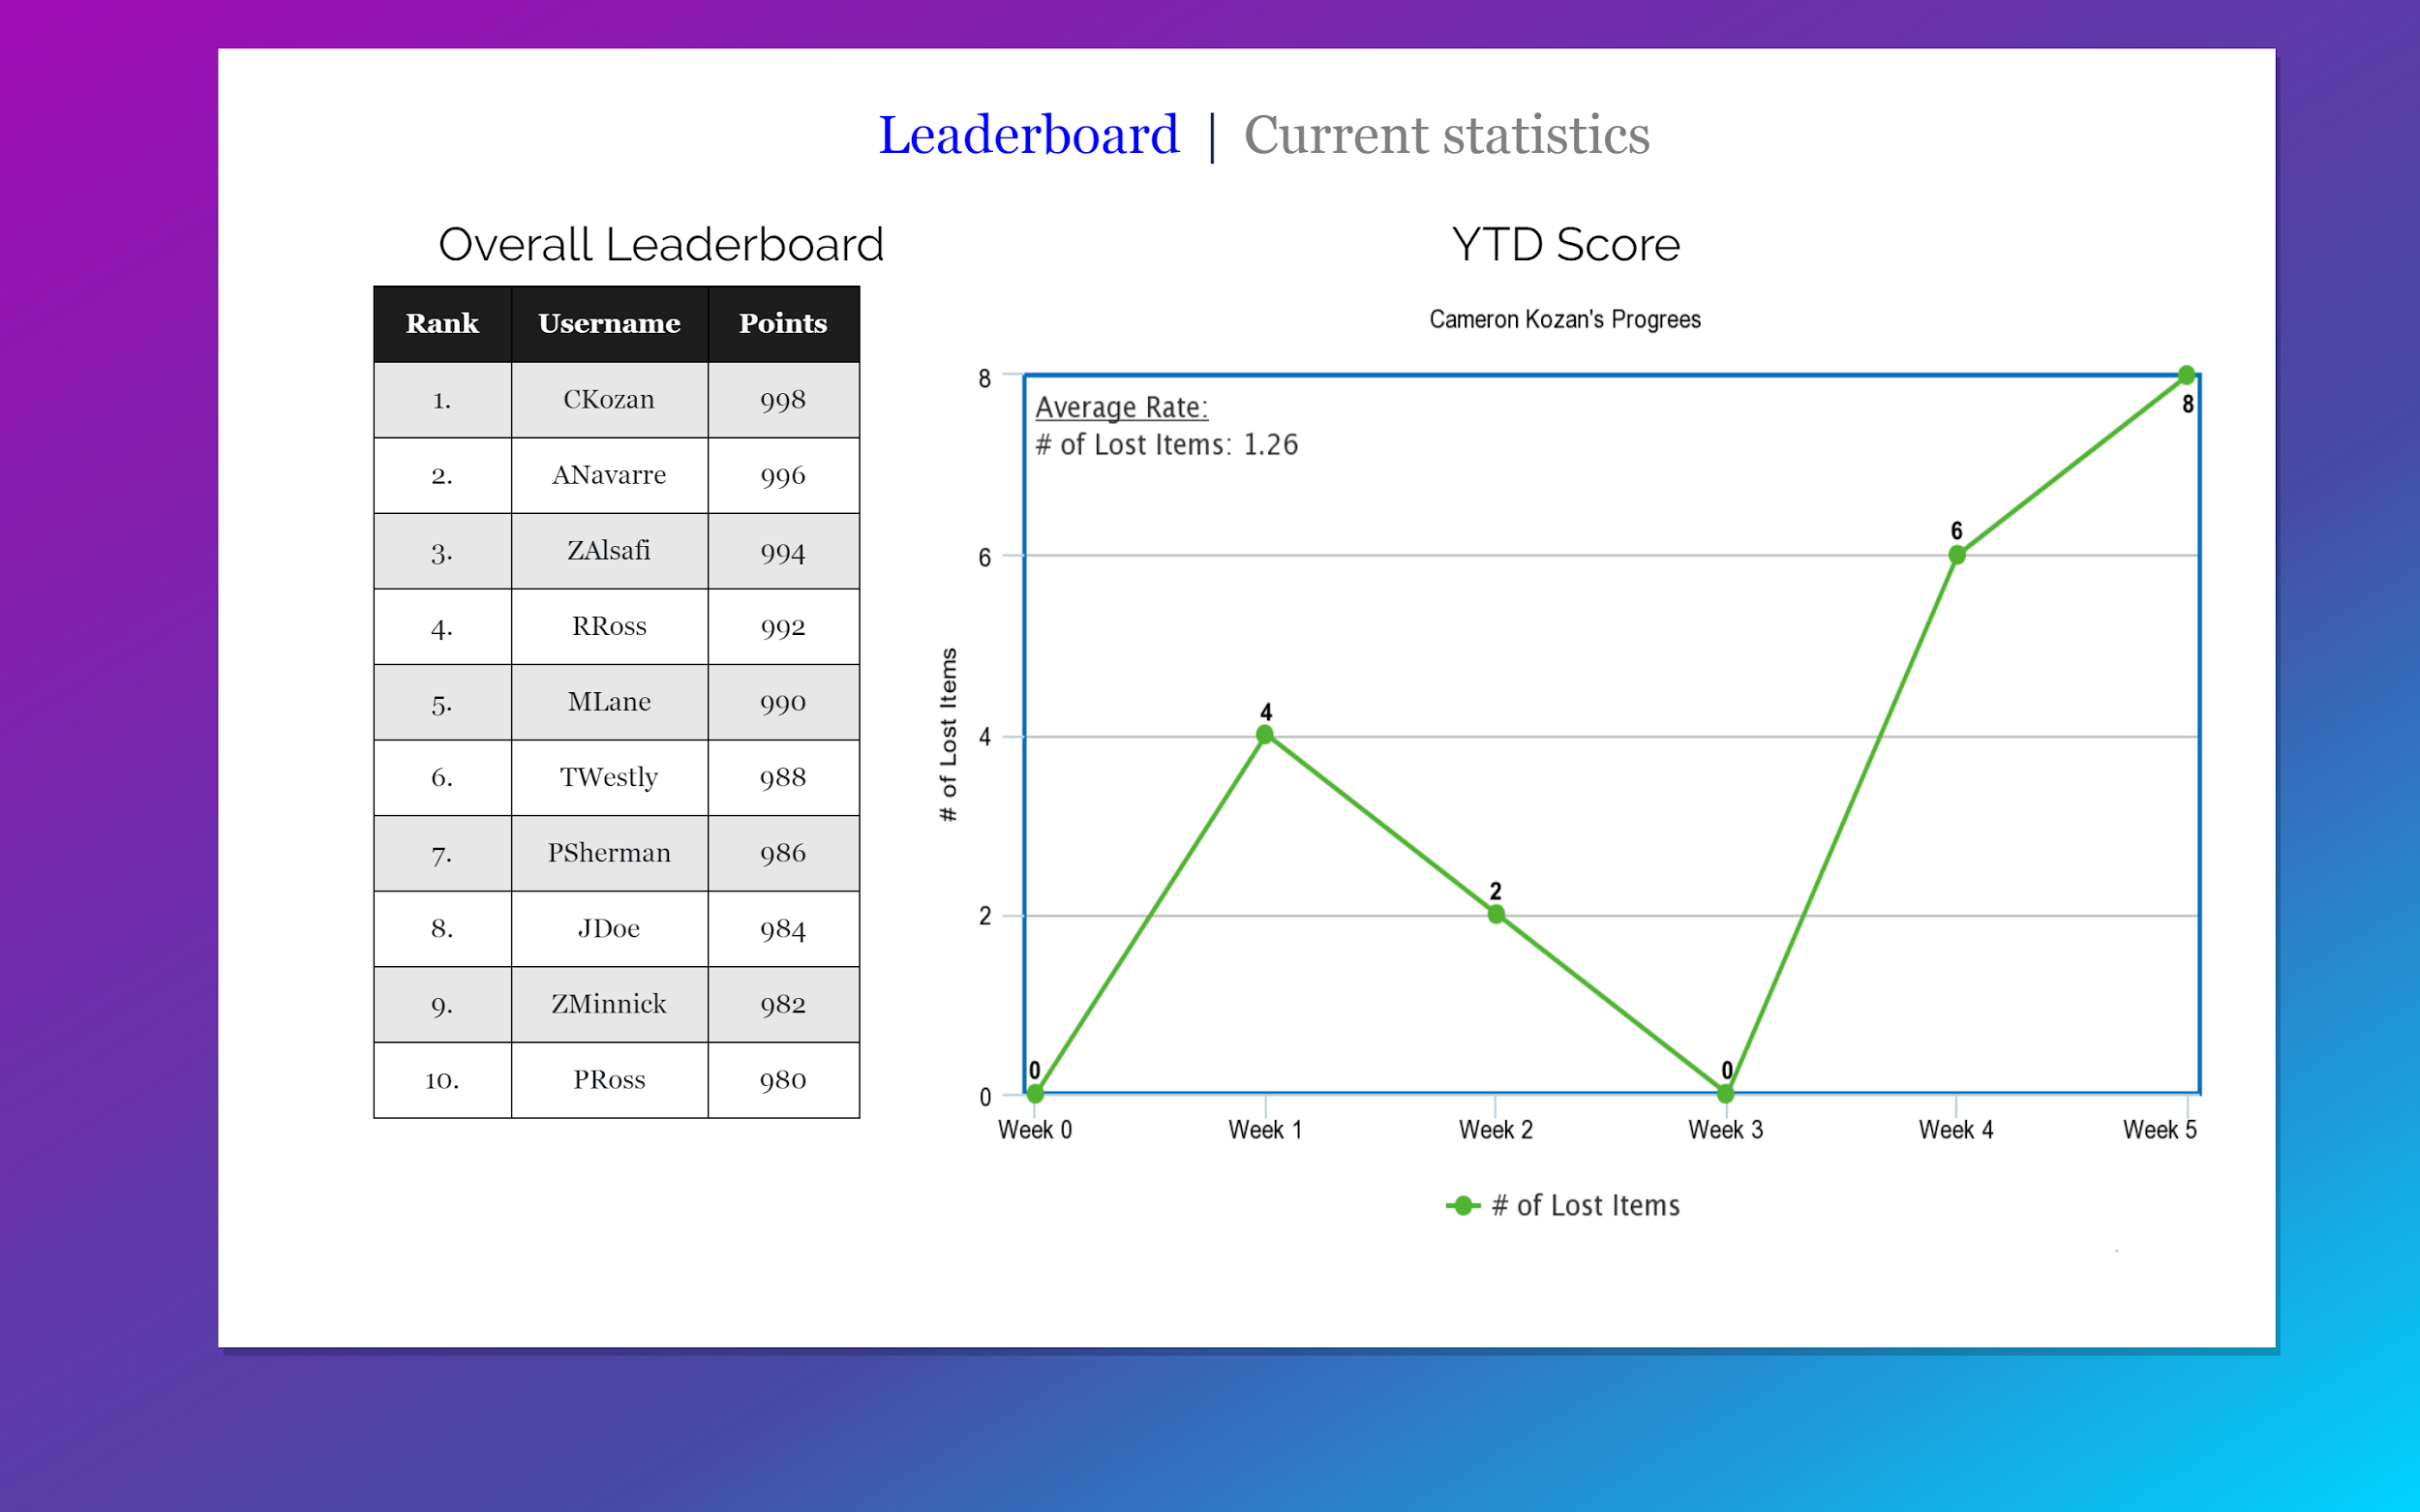 Leaderboard | Current statistics
Overall Leaderboard
Rank Username Points
1. CKozan 998
2. ANavarre 996
3. ZAlsafi 994
4. RRoss 992
5. MLane 990
6. TWestly 988
7. PSherman 986
8. JDoe 984
9. ZMinnick 982
10. PRoss 980
YTD Score
Cameron Kozan's Progrees
Average Rate:
# of Lost Items: 1.26
# of Lost Items
8
6
4
2
0
0
4
2
0
6
8
Week 0 Week 1 Week 2 Week 3 Week 4 Week 5
# of Lost Items